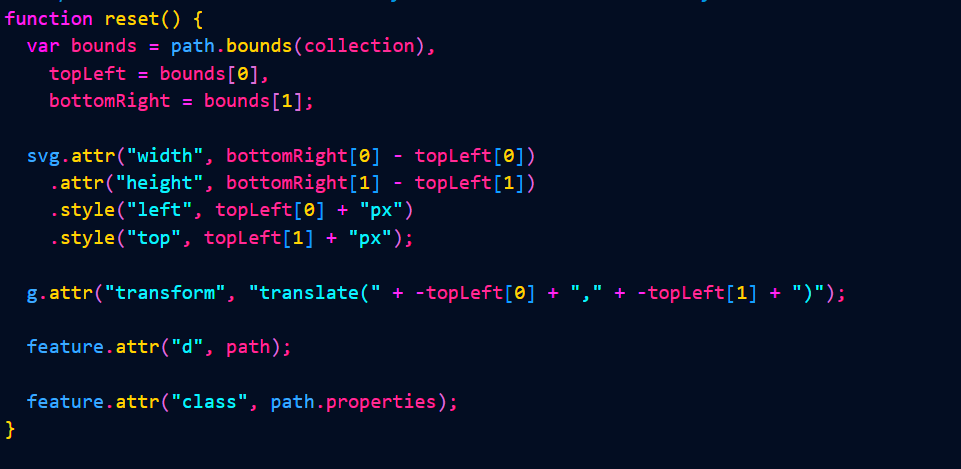 function reset() {
  var bounds = path.bounds(collection),
    topLeft = bounds[0],
    bottomRight = bounds[1];

  svg.attr("width", bottomRight[0] - topLeft[0])
    .attr("height", bottomRight[1] - topLeft[1])
    .style("left", topLeft[0] + "px")
    .style("top", topLeft[1] + "px");

  g.attr("transform", "translate(" + -topLeft[0] + "," + -topLeft[1] + ")");

  feature.attr("d", path);

  feature.attr("class", path.properties);
}